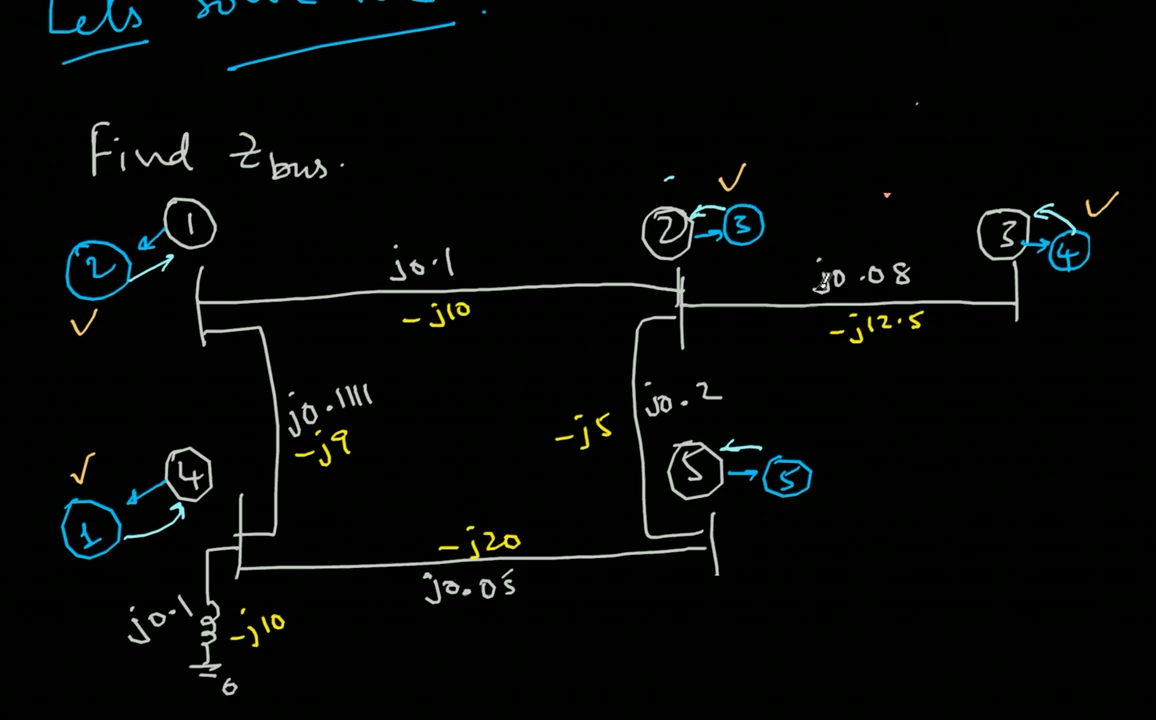 Lets
Find Zbus.
1
2
2
3
3
4
j0.1
-j10
j0.08
-j12.5
j0.1111
-j9
-j5
j0.2
4
1
5
5
-j20
j0.05
j0.1
-j10
0